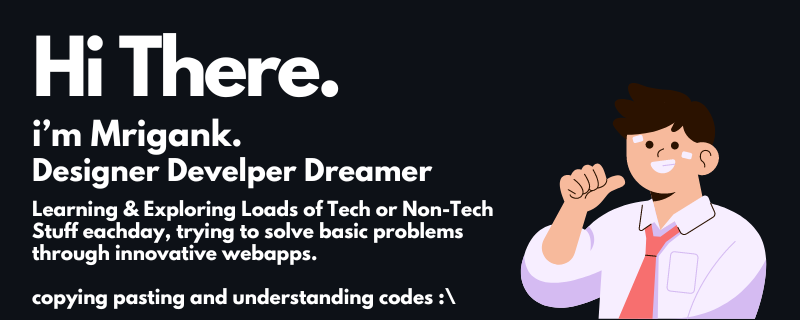 Hi There.
i’m Mrigank.
Designer Develper Dreamer
Learning & Exploring Loads of Tech or Non-Tech
Stuff eachday, trying to solve basic problems
through innovative webapps.
copying pasting and understanding codes :\